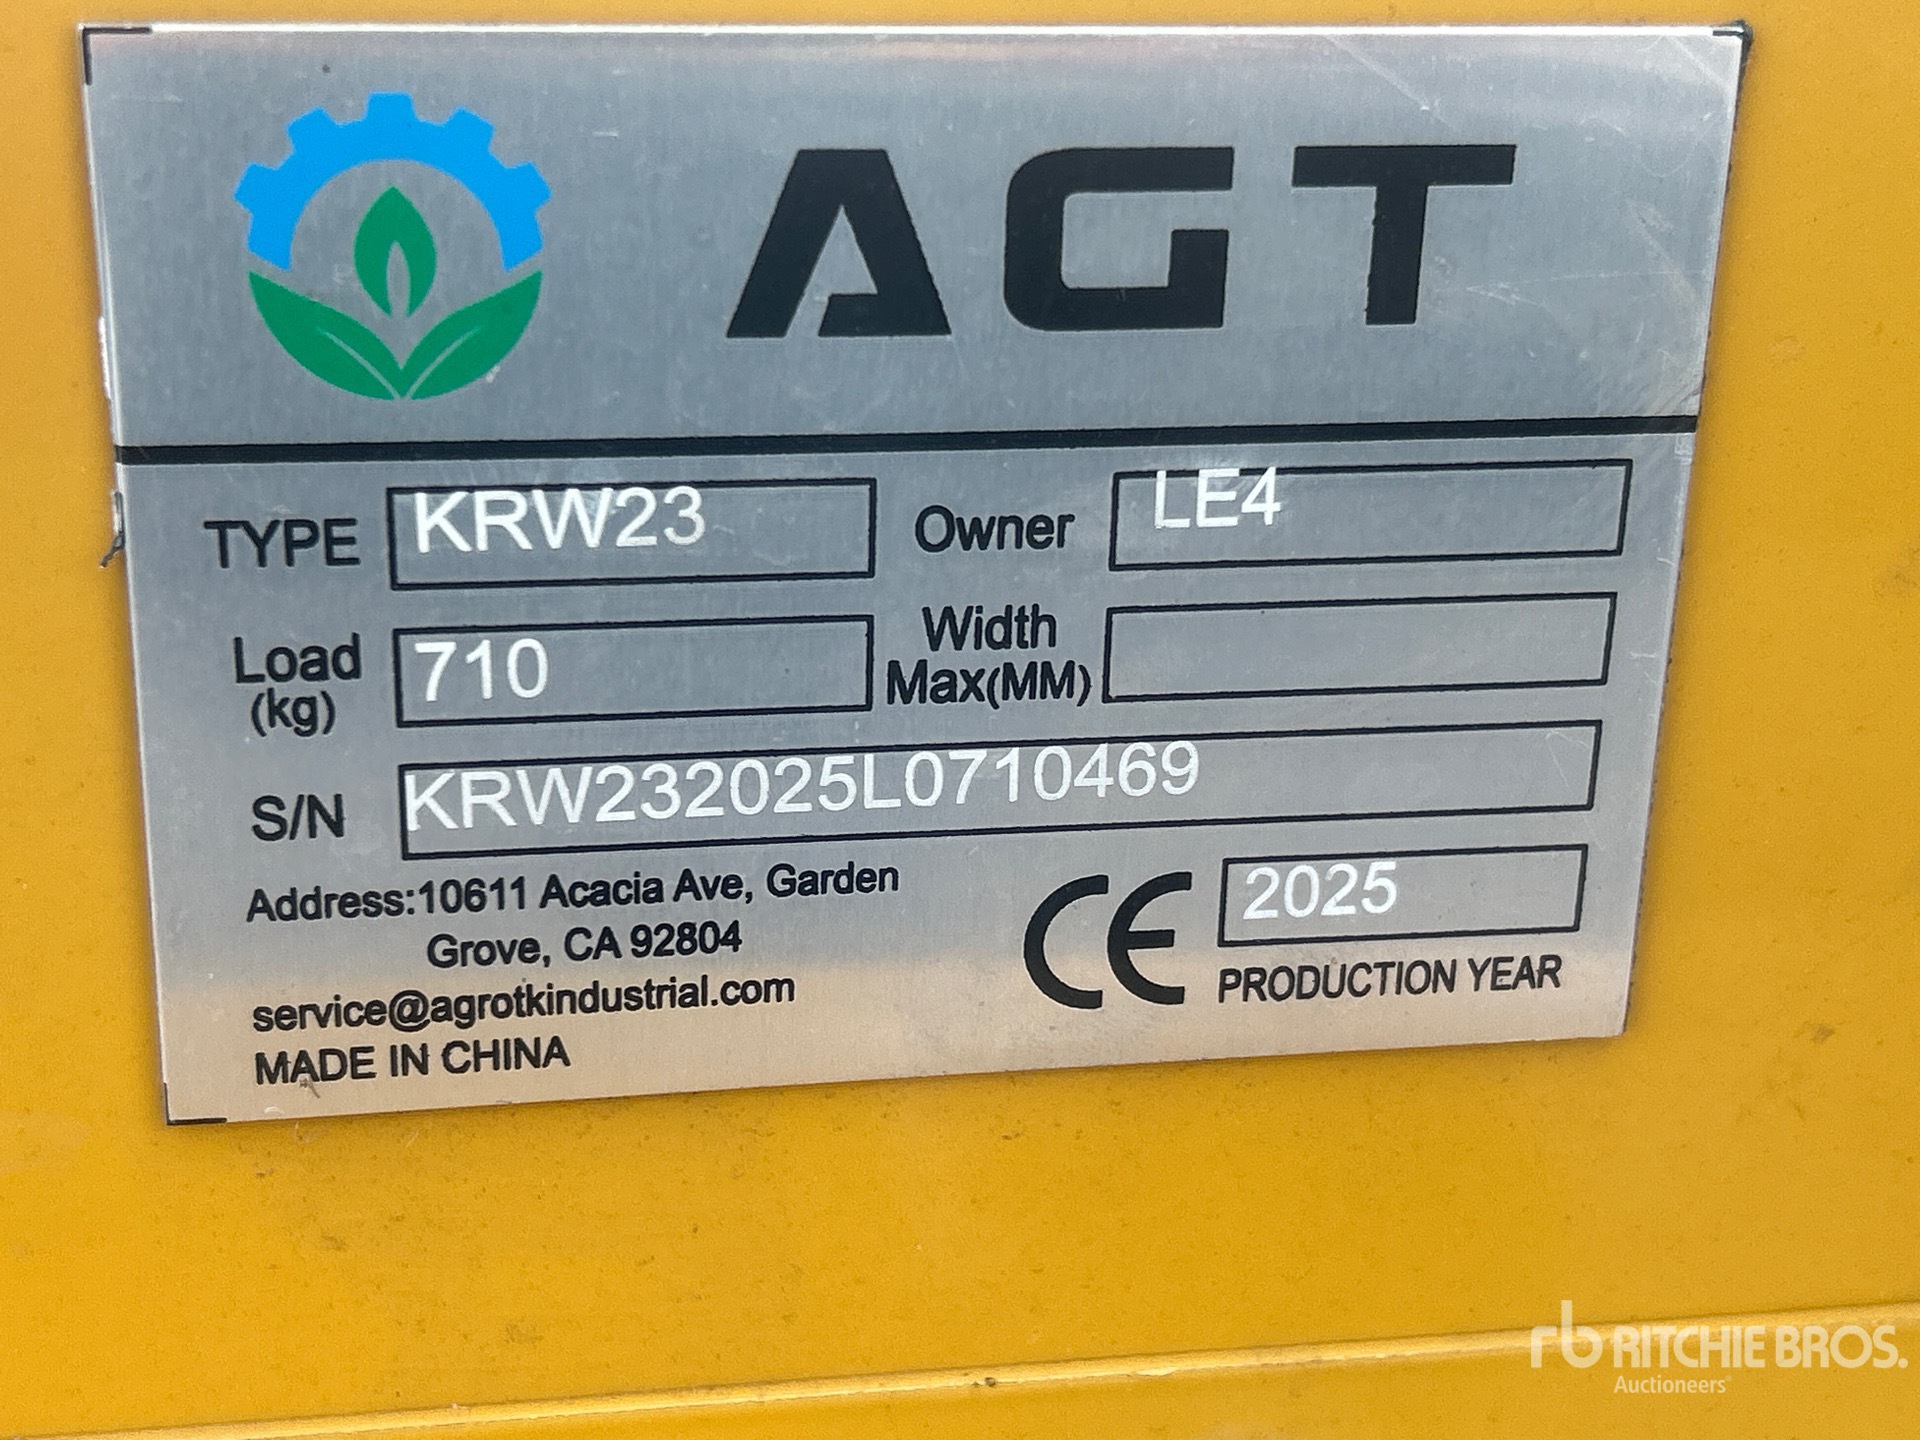 AGT
TYPE KRW23 Owner LE4
Load (kg) 710 Width Max(MM)
S/N KRW232025L0710469
Address:10611 Acacia Ave, Garden
Grove, CA 92804
service@agrotkindustrial.com
MADE IN CHINA
CE 2025
PRODUCTION YEAR
rb RITCHIE BROS.
Auctioneers